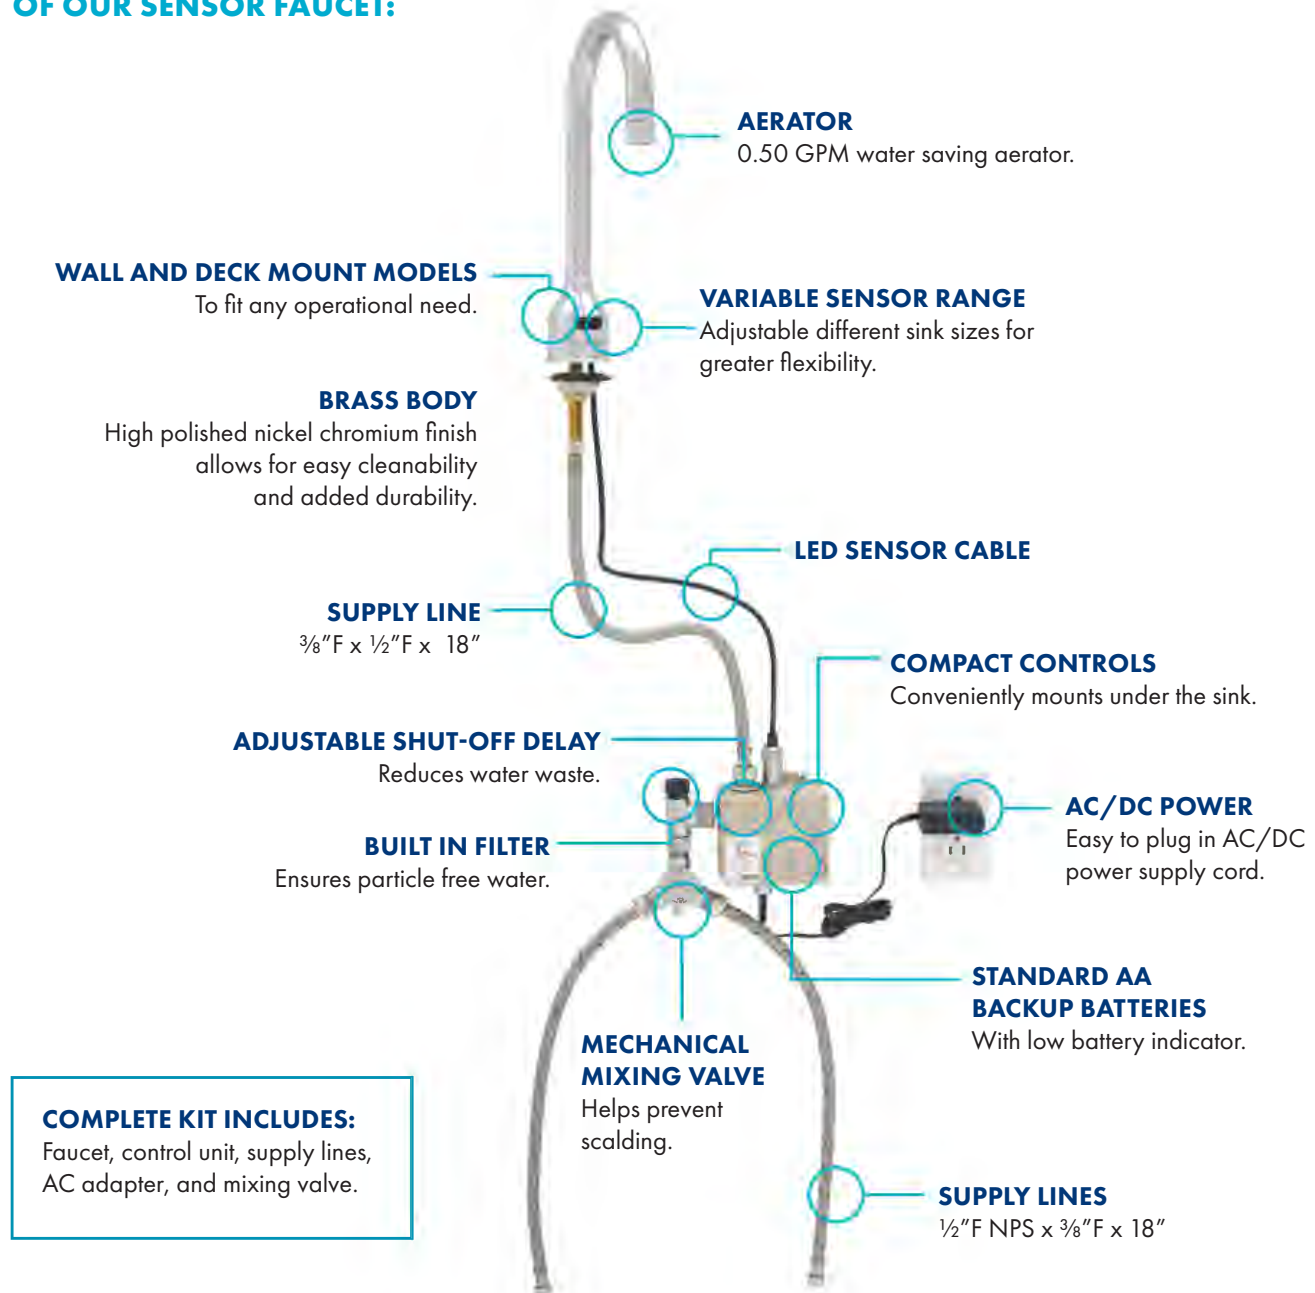 OF OUR SENSOR FAUCET:
AERATOR
0.50 GPM water saving aerator.
WALL AND DECK MOUNT MODELS
To fit any operational need.
VARIABLE SENSOR RANGE
Adjustable different sink sizes for
greater flexibility.
BRASS BODY
High polished nickel chromium finish
allows for easy cleanability
and added durability.
LED SENSOR CABLE
SUPPLY LINE
⅜”F x ½”F x 18”
COMPACT CONTROLS
Conveniently mounts under the sink.
ADJUSTABLE SHUT-OFF DELAY
Reduces water waste.
AC/DC POWER
Easy to plug in AC/DC
power supply cord.
BUILT IN FILTER
Ensures particle free water.
STANDARD AA
BACKUP BATTERIES
With low battery indicator.
MECHANICAL
MIXING VALVE
Helps prevent
scalding.
COMPLETE KIT INCLUDES:
Faucet, control unit, supply lines,
AC adapter, and mixing valve.
SUPPLY LINES
½”F NPS x ⅜”F x 18”